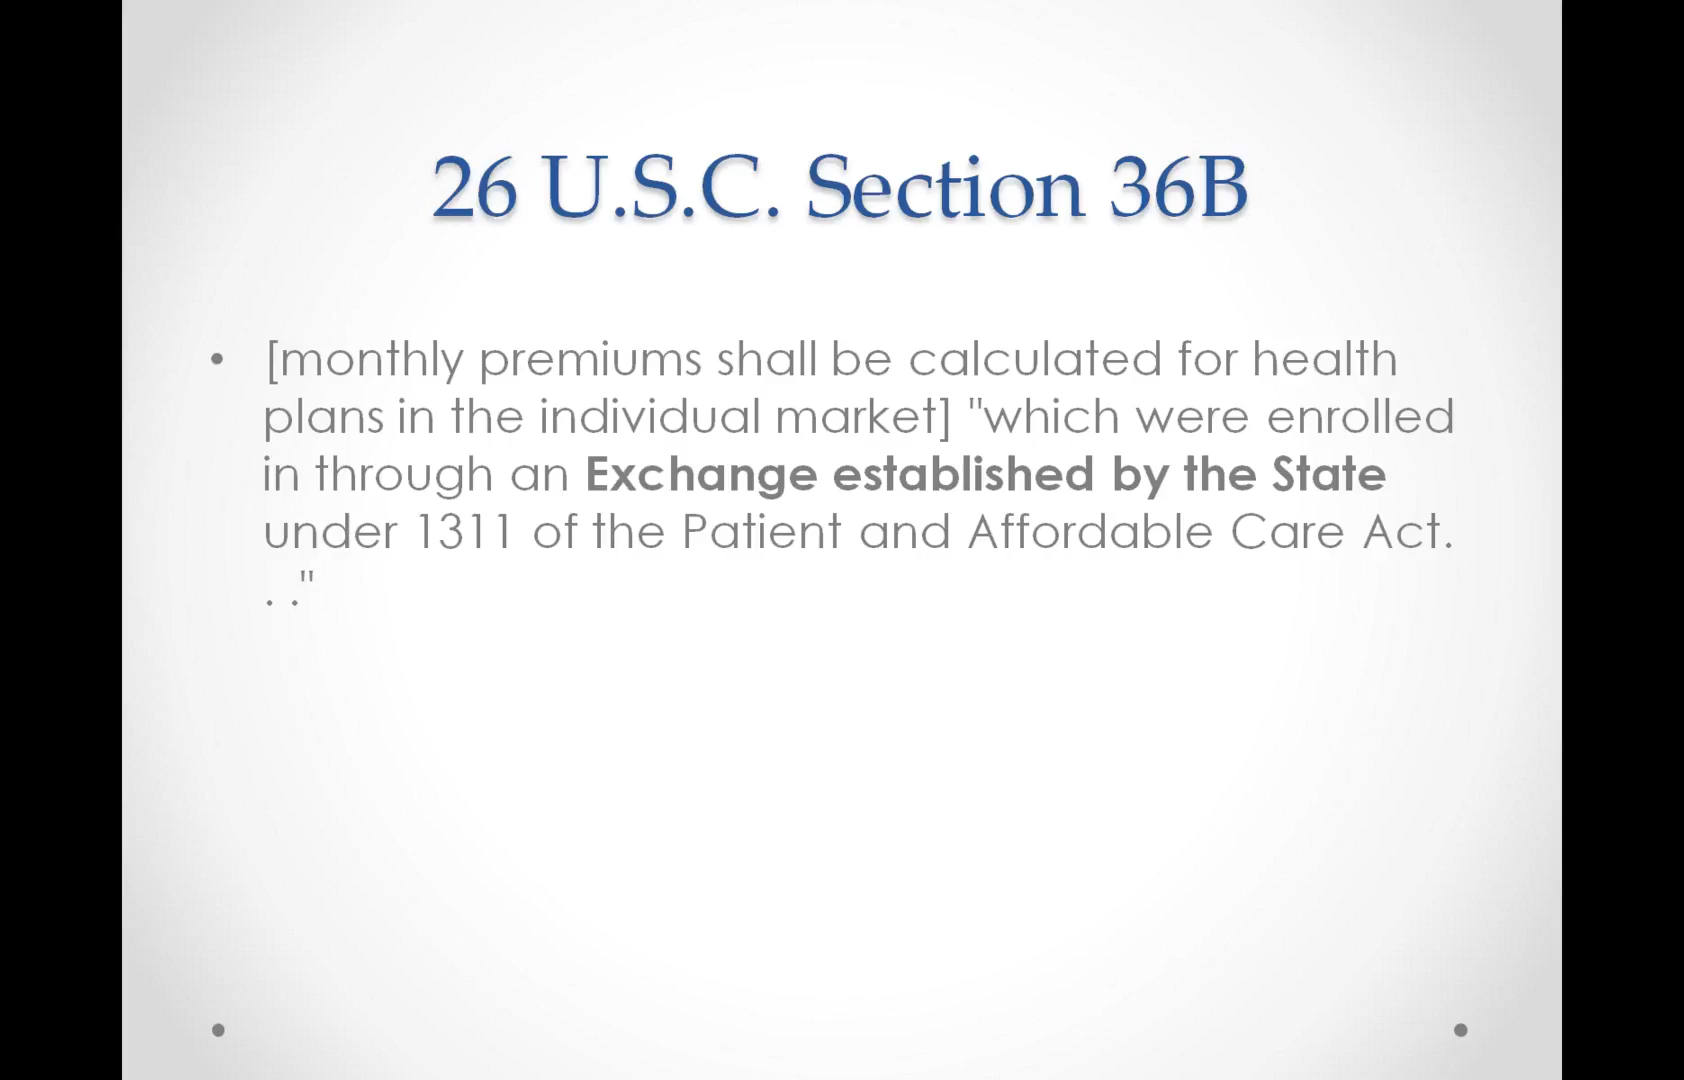 26 U.S.C. Section 36B
• [monthly premiums shall be calculated for health
plans in the individual market] "which were enrolled
in through an Exchange established by the State
under 1311 of the Patient and Affordable Care Act.
. ."